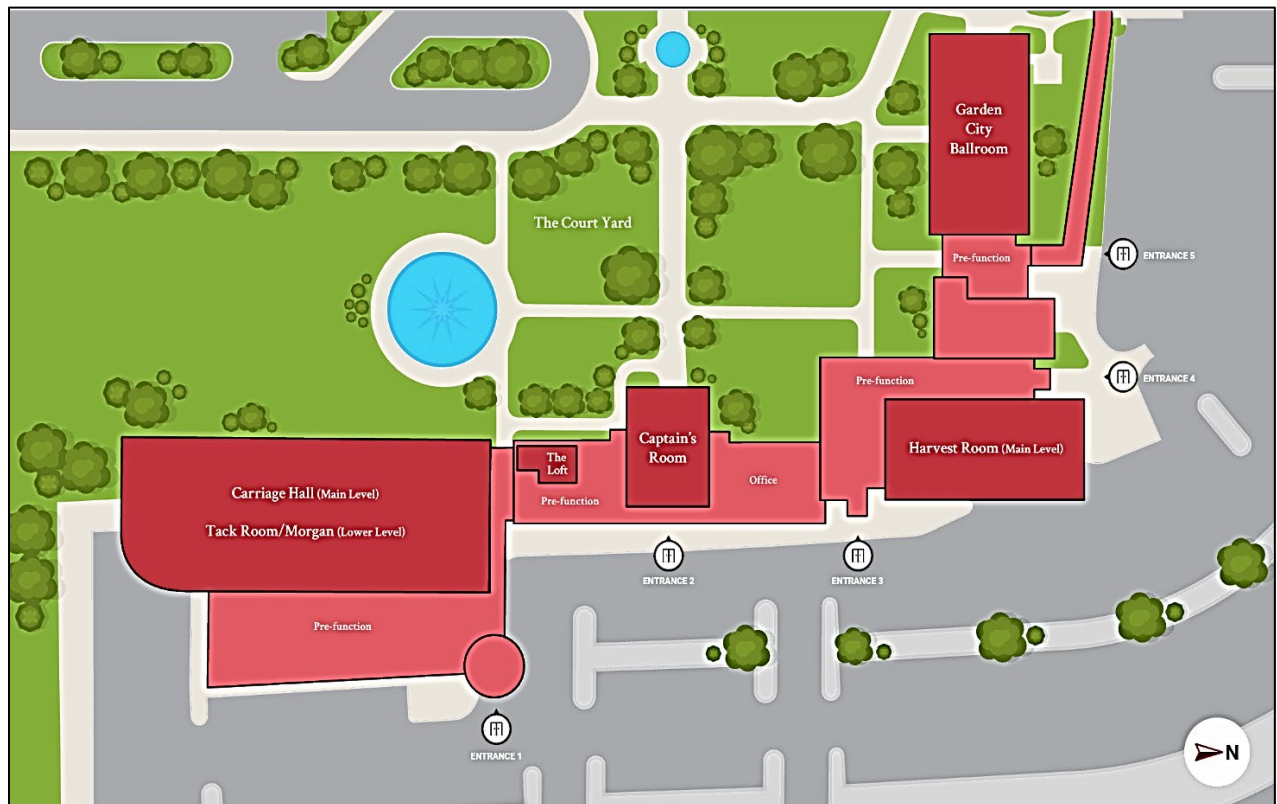 Garden
City
Ballroom
The Court Yard
Pre-function
ENTRANCE 5
Pre-function
ENTRANCE 4
Captain's
Room
Harvest Room (Main Level)
The
Loft
Office
Pre-function
Carriage Hall (Main Level)
Tack Room/Morgan (Lower Level)
ENTRANCE 2
ENTRANCE 3
Pre-function
ENTRANCE 1
N